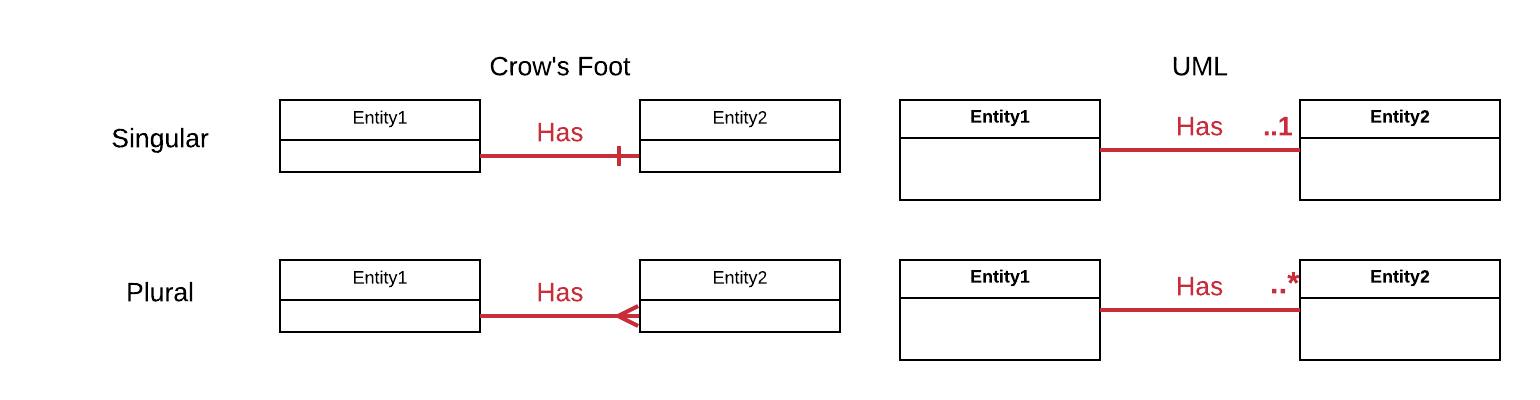 Crow's Foot
UML
Singular
Entity1
Has
Entity2
Entity1
Has
..1
Entity2
Plural
Entity1
Has
Entity2
Entity1
Has
..*
Entity2